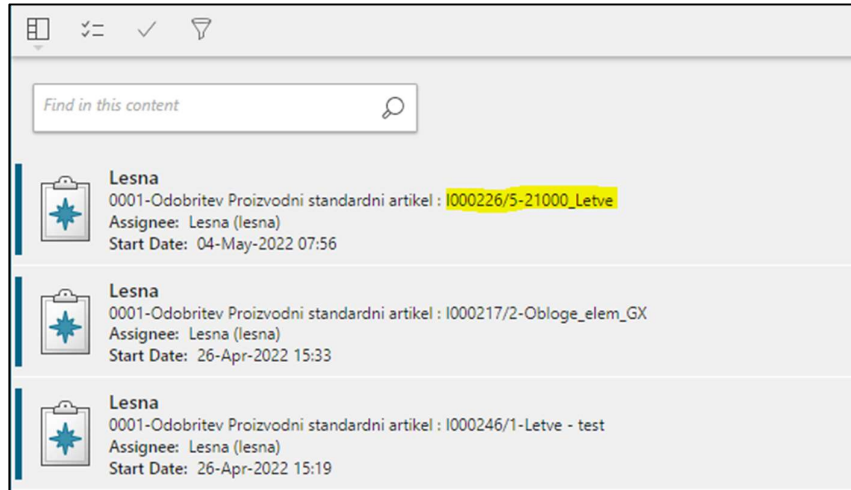 Find in this content
Lesna
0001-Odobritev Proizvodni standardni artikel : I000226/5-21000_Letve
Assignee: Lesna (lesna)
Start Date: 04-May-2022 07:56
Lesna
0001-Odobritev Proizvodni standardni artikel : I000217/2-Obloge_elem_GX
Assignee: Lesna (lesna)
Start Date: 26-Apr-2022 15:33
Lesna
0001-Odobritev Proizvodni standardni artikel : I000246/1-Letve - test
Assignee: Lesna (lesna)
Start Date: 26-Apr-2022 15:19